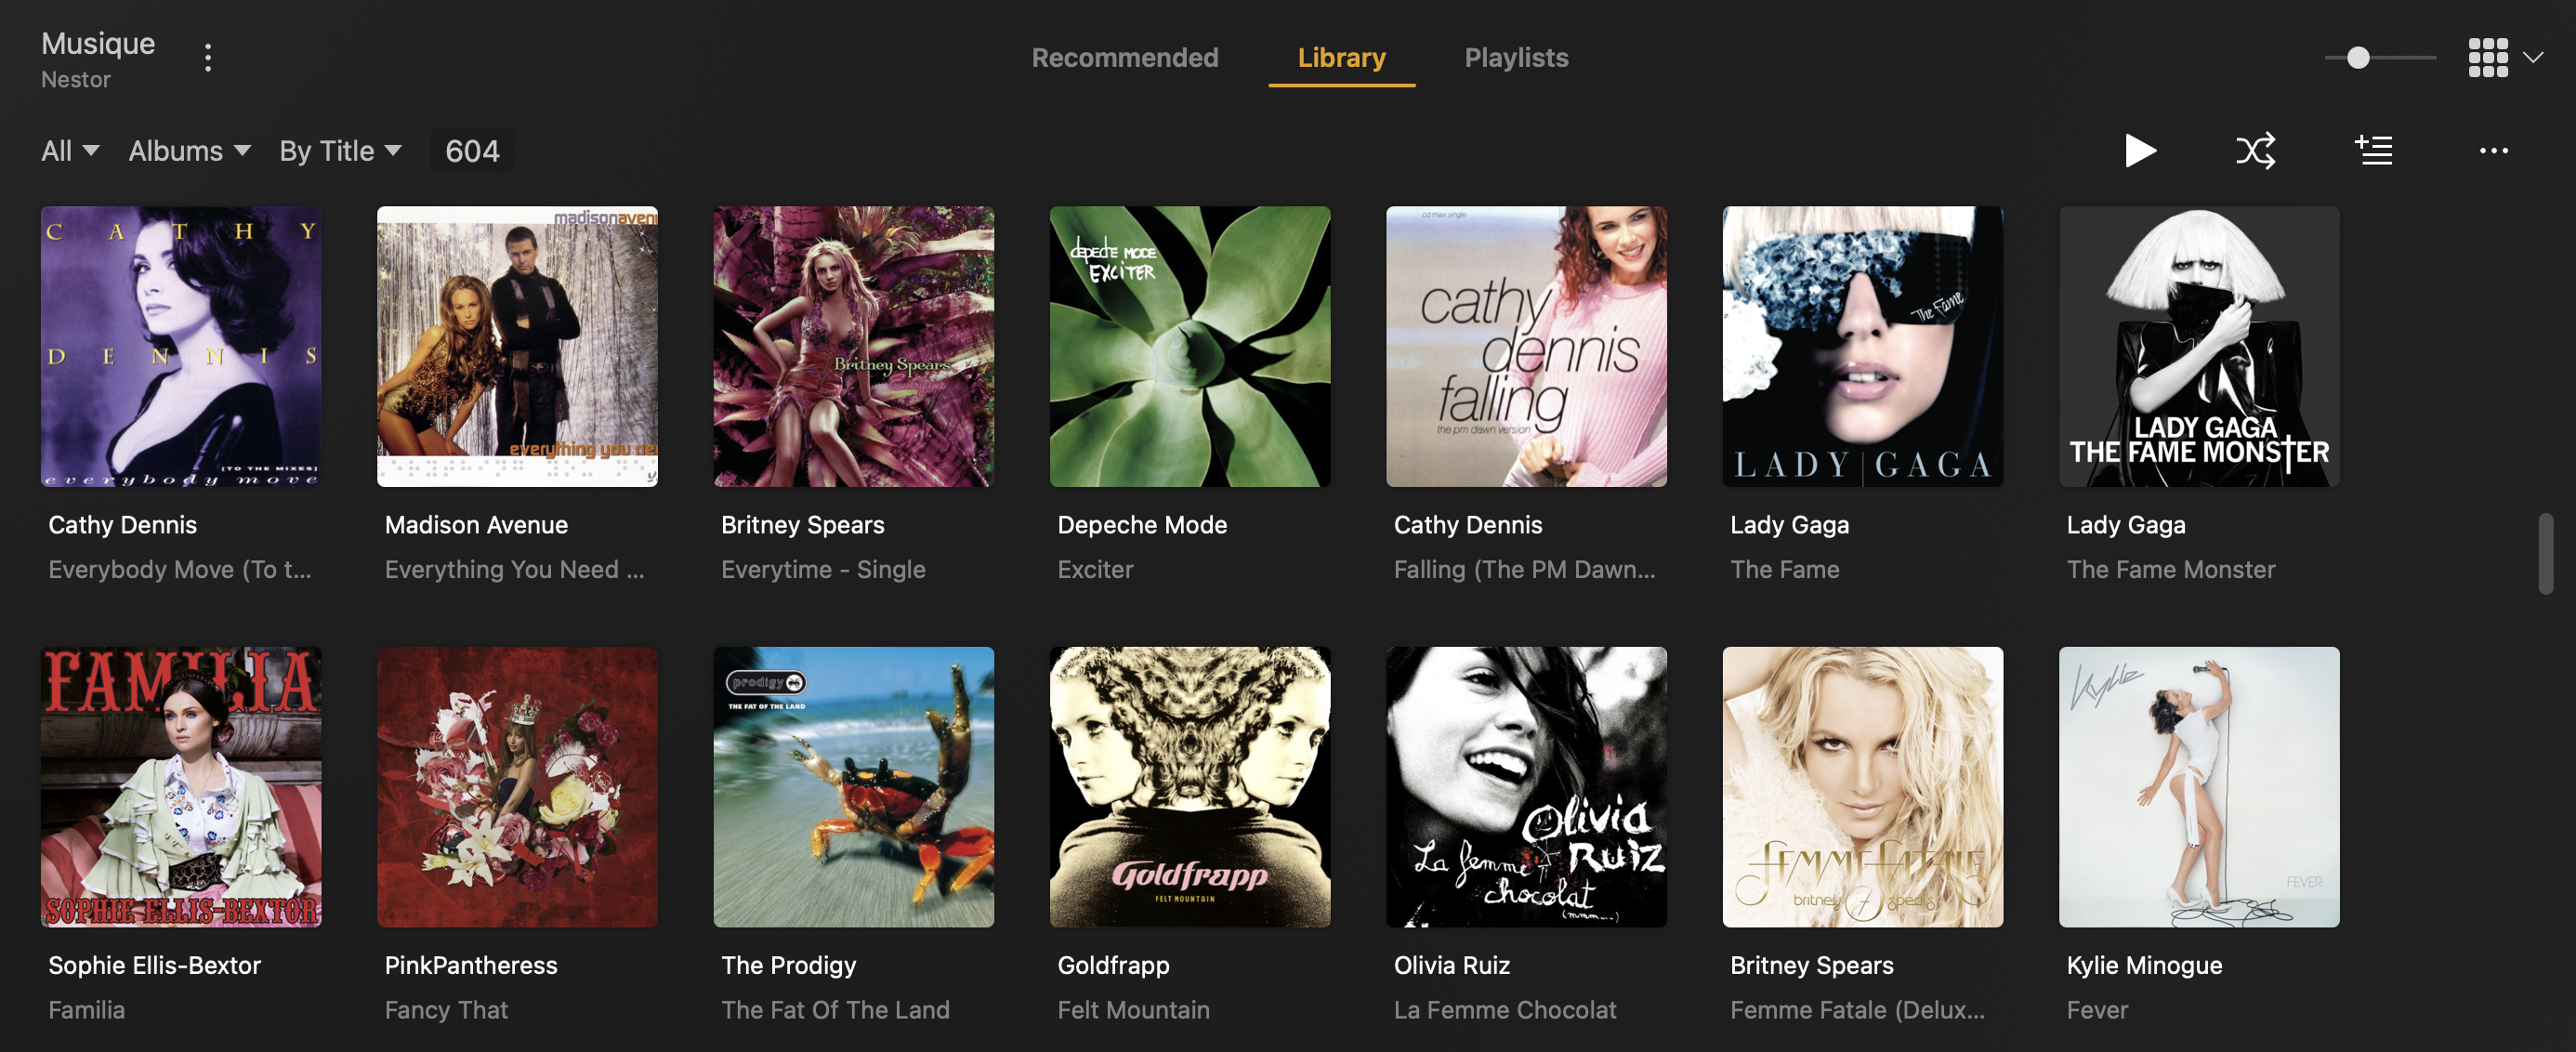 Musique
Nestor
Recommended
Library
Playlists
All
Albums
By Title
604
CATHY
DENNIS
[TO THE MIXES]
everybody move
madisonavenu
everything you nee
Britney Spears
Everytime
depeche mode
EXCITER
cd maxi single
cathy
dennis
falling
the pm dawn version
The Fame
LADY GAGA
LADY GAGA
THE FAME MONSTER
Cathy Dennis
Madison Avenue
Britney Spears
Depeche Mode
Cathy Dennis
Lady Gaga
Lady Gaga
Everybody Move (To t...
Everything You Need ...
Everytime - Single
Exciter
Falling (The PM Dawn...
The Fame
The Fame Monster
FAMILIA
SOPHIE ELLIS-BEXTOR
prodigy
THE FAT OF THE LAND
Goldfrapp
FELT MOUNTAIN
Olivia
RUIZ
La femme
chocolat
(mmm....)
FEMME FATALE
britney spears
Kylie
FEVER
Sophie Ellis-Bextor
PinkPantheress
The Prodigy
Goldfrapp
Olivia Ruiz
Britney Spears
Kylie Minogue
Familia
Fancy That
The Fat Of The Land
Felt Mountain
La Femme Chocolat
Femme Fatale (Delux...
Fever